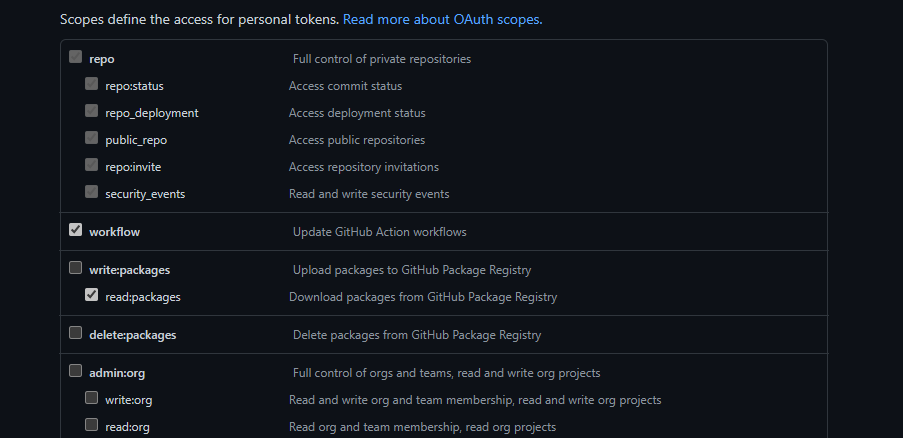 Scopes define the access for personal tokens. Read more about OAuth scopes.
repo Full control of private repositories
repo:status Access commit status
repo_deployment Access deployment status
public_repo Access public repositories
repo:invite Access repository invitations
security_events Read and write security events
workflow Update GitHub Action workflows
write:packages Upload packages to GitHub Package Registry
read:packages Download packages from GitHub Package Registry
delete:packages Delete packages from GitHub Package Registry
admin:org Full control of orgs and teams, read and write org projects
write:org Read and write org and team membership, read and write org projects
read:org Read org and team membership, read org projects